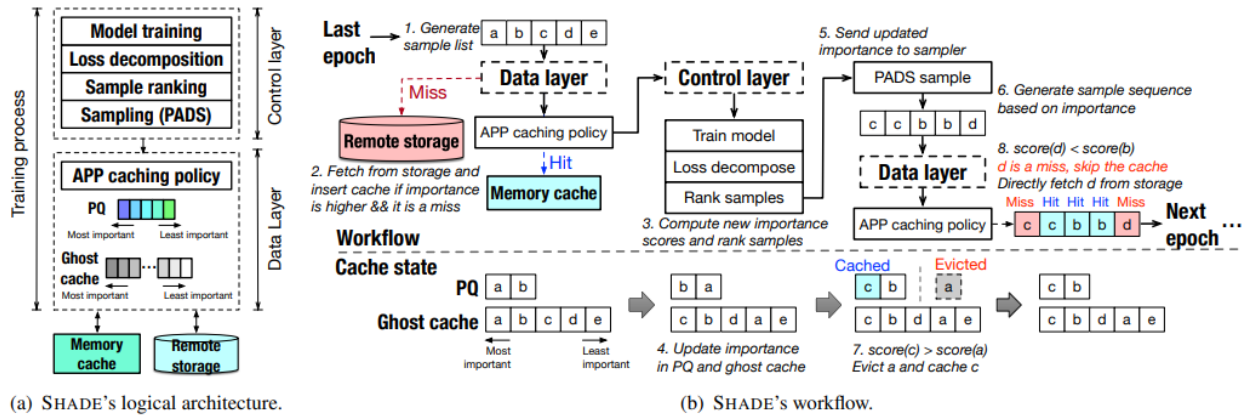 Training process
Model training
Loss decomposition
Sample ranking
Sampling (PADS)
Control layer
APP caching policy
PQ
Most important
Least important
Ghost cache
...
Most important
Least important
Data Layer
Memory cache
Remote storage
(a) SHADE's logical architecture.
Last epoch
1. Generate sample list
a b c d e
Data layer
Miss
Remote storage
2. Fetch from storage and
insert cache if importance
is higher && it is a miss
APP caching policy
Hit
Memory cache
Control layer
Train model
Loss decompose
Rank samples
3. Compute new importance
scores and rank samples
5. Send updated
importance to sampler
PADS sample
6. Generate sample sequence
based on importance
c c b b d
Data layer
8. score(d) < score(b)
d is a miss, skip the cache
Directly fetch d from storage
APP caching policy
Miss Hit Hit Hit Miss
c c b b d
Next epoch
...
Workflow
Cache state
PQ
a b
b a
Cached
c b
Evicted
a
c b
Ghost cache
a b c d e
c b d a e
c b d a e
c b d a e
Most important
Least important
4. Update importance
in PQ and ghost cache
7. score(c) > score(a)
Evict a and cache c
(b) SHADE's workflow.